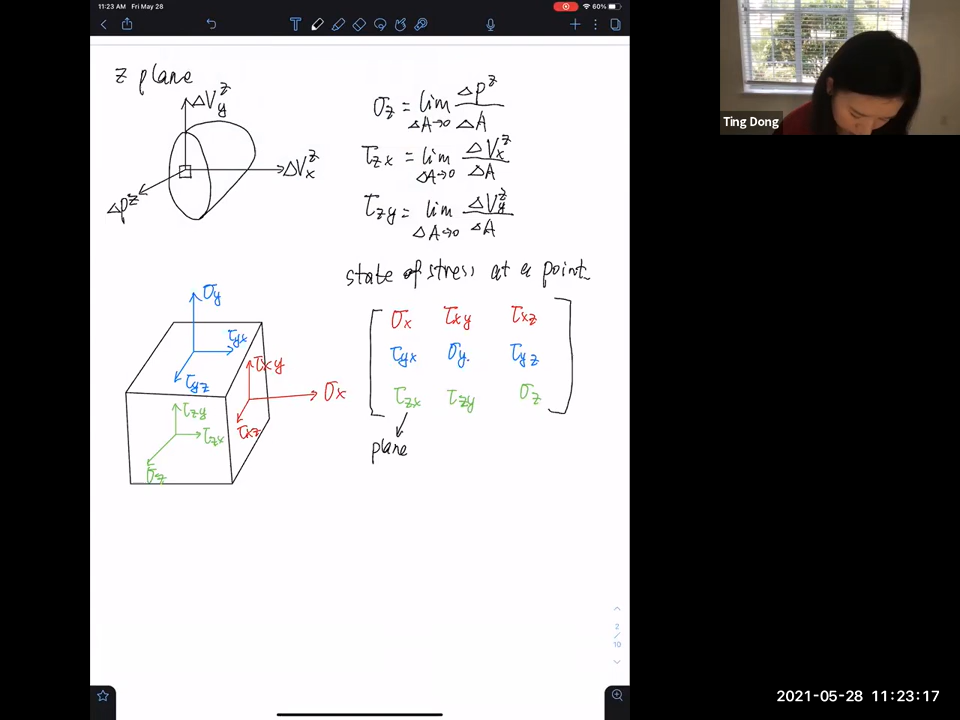 11:23 AM Fri May 28
60%
z plane
ΔV_y^z
ΔV_x^z
ΔP^z
σ_z = lim_{ΔA→0} ΔP^z/ΔA
τ_zx = lim_{ΔA→0} ΔV_x^z/ΔA
τ_zy = lim_{ΔA→0} ΔV_y^z/ΔA
state of stress at a point
σ_x τ_xy τ_xz
τ_yx σ_y. τ_yz
τ_zx τ_zy σ_z
plane
σ_y
τ_yx
τ_yz
τ_xy
σ_x
τ_xz
τ_zy
τ_zx
σ_z
2
/
10
Ting Dong
2021-05-28 11:23:17